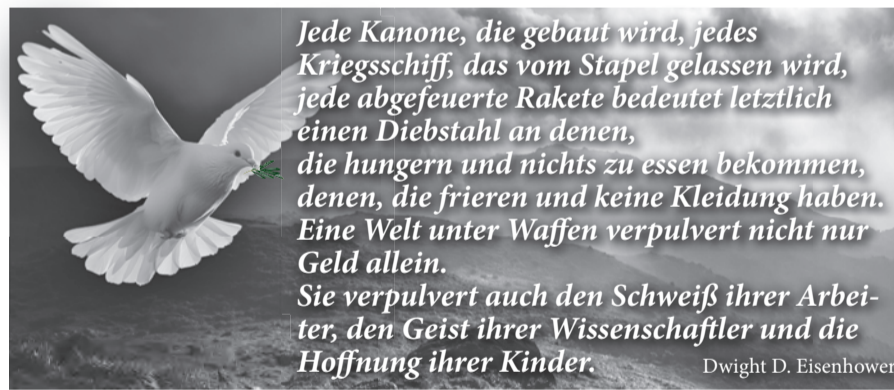 Jede Kanone, die gebaut wird, jedes
Kriegsschiff, das vom Stapel gelassen wird,
jede abgefeuerte Rakete bedeutet letztlich
einen Diebstahl an denen,
die hungern und nichts zu essen bekommen,
denen, die frieren und keine Kleidung haben.
Eine Welt unter Waffen verpulvert nicht nur
Geld allein.
Sie verpulvert auch den Schweiß ihrer Arbei-
ter, den Geist ihrer Wissenschaftler und die
Hoffnung ihrer Kinder.
Dwight D. Eisenhower